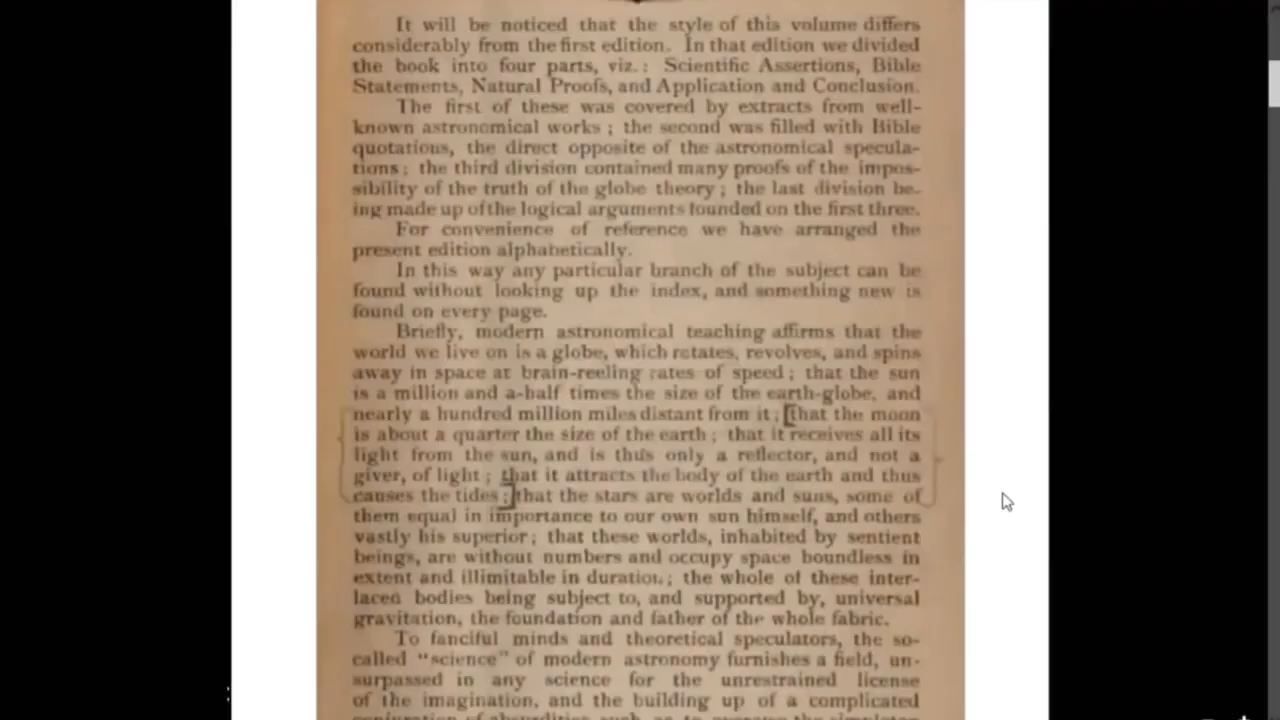 It will be noticed that the style of this volume differs
considerably from the first edition. In that edition we divided
the book into four parts, viz.: Scientific Assertions, Bible
Statements, Natural Proofs, and Application and Conclusion.
The first of these was covered by extracts from well-
known astronomical works ; the second was filled with Bible
quotations, the direct opposite of the astronomical specula-
tions ; the third division contained many proofs of the impos-
sibility of the truth of the globe theory ; the last division be-
ing made up of the logical arguments founded on the first three.
For convenience of reference we have arranged the
present edition alphabetically.
In this way any particular branch of the subject can be
found without looking up the index, and something new is
found on every page.
Briefly, modern astronomical teaching affirms that the
world we live on is a globe, which rotates, revolves, and spins
away in space at brain-reeling rates of speed ; that the sun
is a million and a-half times the size of the earth-globe, and
nearly a hundred million miles distant from it ; [that the moon
is about a quarter the size of the earth ; that it receives all its
light from the sun, and is thus only a reflector, and not a
giver, of light ; that it attracts the body of the earth and thus
causes the tides ;] that the stars are worlds and suns, some of
them equal in importance to our own sun himself, and others
vastly his superior ; that these worlds, inhabited by sentient
beings, are without numbers and occupy space boundless in
extent and illimitable in duration ; the whole of these inter-
laced bodies being subject to, and supported by, universal
gravitation, the foundation and father of the whole fabric.
To fanciful minds and theoretical speculators, the so-
called "science" of modern astronomy furnishes a field, un-
surpassed in any science for the unrestrained license
of the imagination, and the building up of a complicated